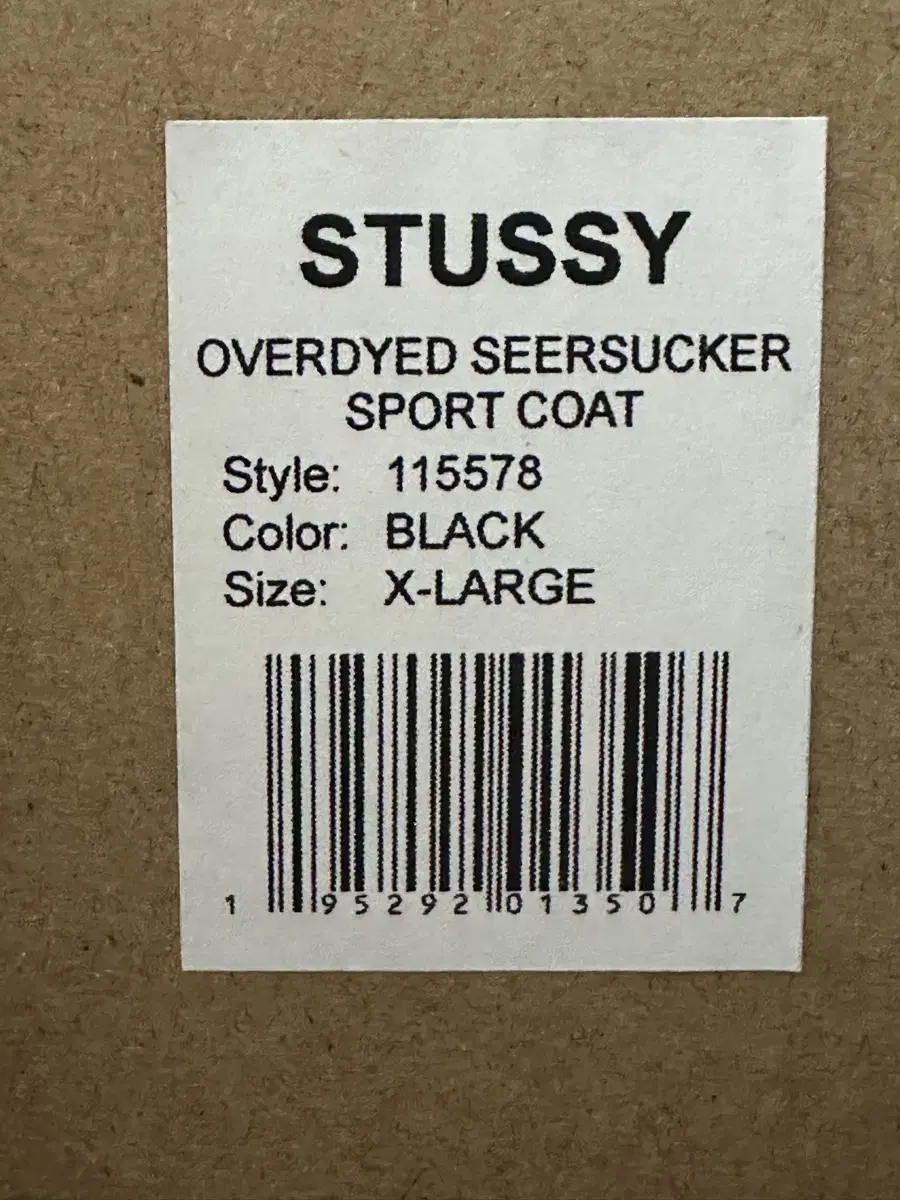 STUSSY
OVERDYED SEERSUCKER
SPORT COAT
Style: 115578
Color: BLACK
Size: X-LARGE
1 95292 01350 7